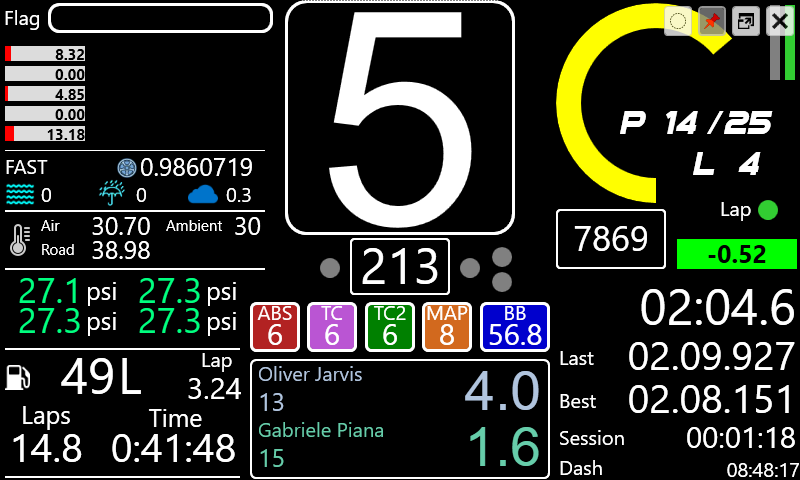 Flag
8.32
0.00
4.85
0.00
13.18
FAST 0.9860719
0 0 0.3
Air 30.70 Ambient 30
Road 38.98
27.1 psi 27.3 psi
27.3 psi 27.3 psi
49L Lap 3.24
Laps Time
14.8 0:41:48
5
213
ABS TC TC2 MAP BB
6 6 6 8 56.8
Oliver Jarvis
13 4.0
Gabriele Piana
15 1.6
P 14/25
L 4
Lap
7869 -0.52
02:04.6
Last 02.09.927
Best 02.08.151
Session 00:01:18
Dash 08:48:17